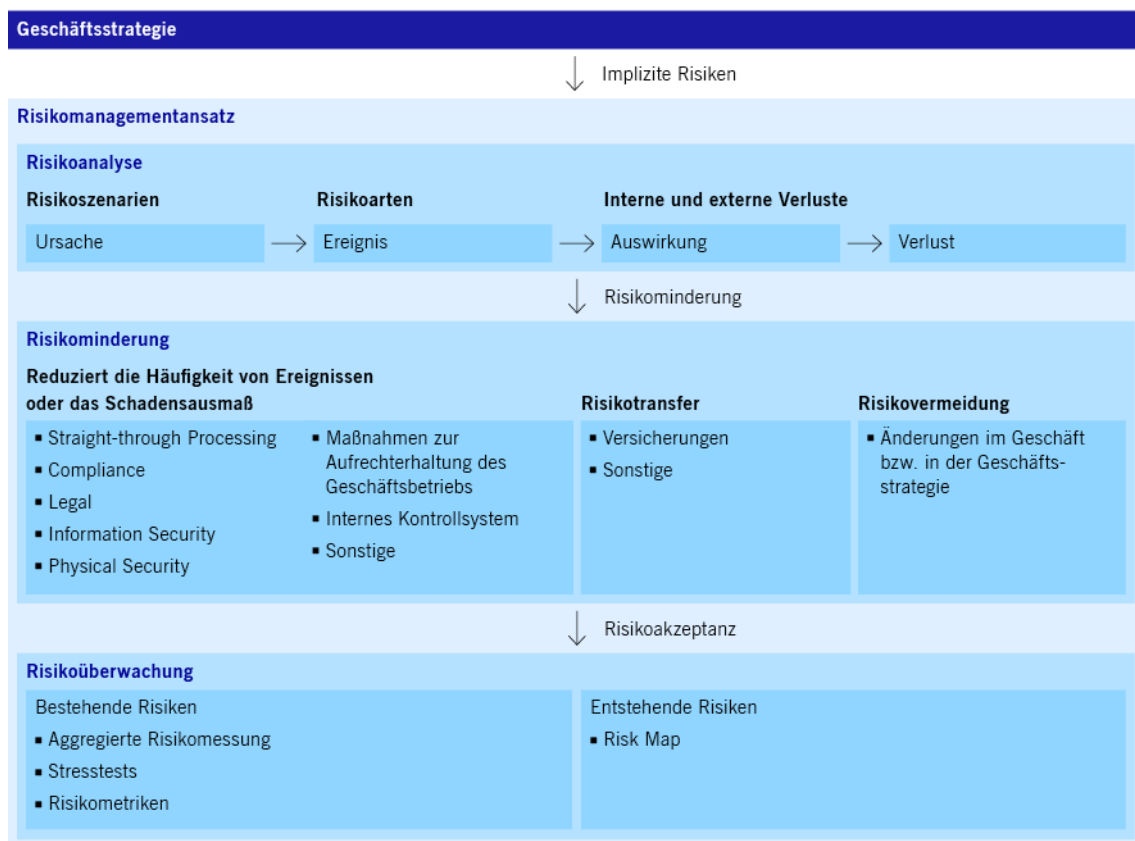 Geschäftsstrategie
Implizite Risiken
Risikomanagementansatz
Risikoanalyse
Risikoszenarien
Risikoarten
Interne und externe Verluste
Ursache
Ereignis
Auswirkung
Verlust
Risikominderung
Risikominderung
Reduziert die Häufigkeit von Ereignissen
oder das Schadensausmaß
▪ Straight-through Processing
▪ Compliance
▪ Legal
▪ Information Security
▪ Physical Security
▪ Maßnahmen zur
Aufrechterhaltung des
Geschäftsbetriebs
▪ Internes Kontrollsystem
▪ Sonstige
Risikotransfer
▪ Versicherungen
▪ Sonstige
Risikovermeidung
▪ Änderungen im Geschäft
bzw. in der Geschäfts-
strategie
Risikoakzeptanz
Risikoüberwachung
Bestehende Risiken
▪ Aggregierte Risikomessung
▪ Stresstests
▪ Risikometriken
Entstehende Risiken
▪ Risk Map